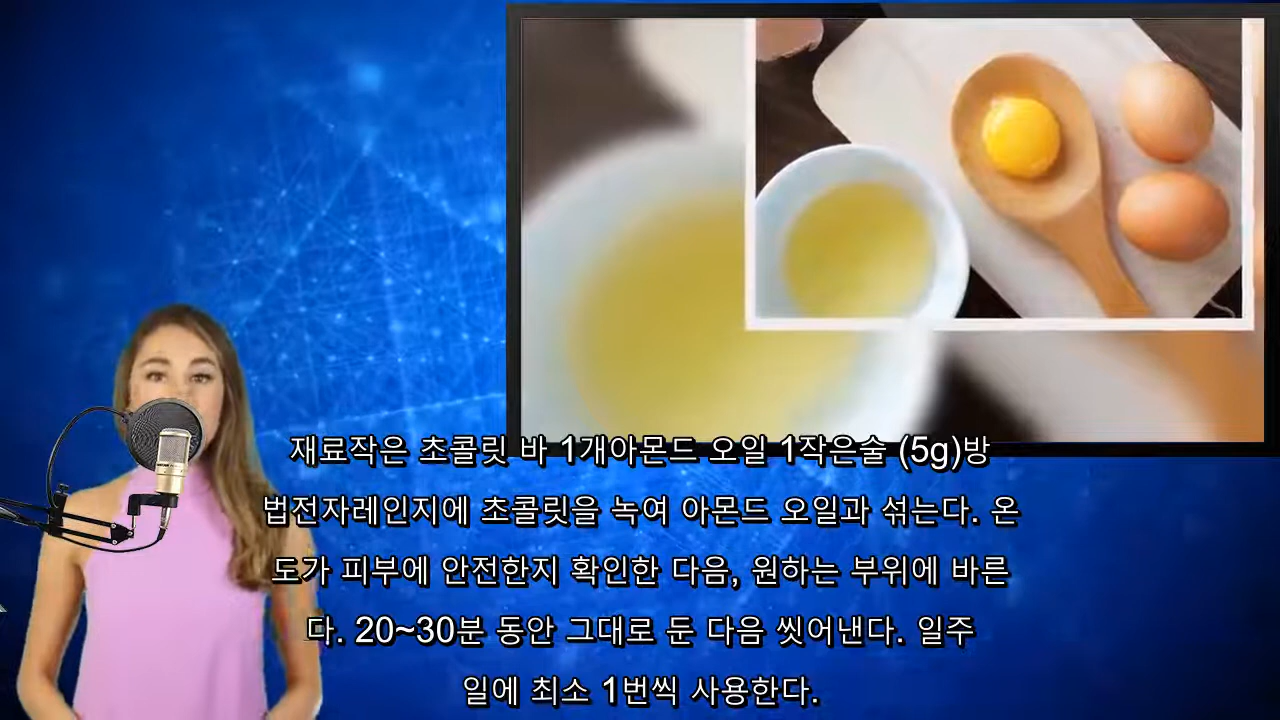 재료작은 초콜릿 바 1개아몬드 오일 1작은술 (5g)방
법전자레인지에 초콜릿을 녹여 아몬드 오일과 섞는다. 온
도가 피부에 안전한지 확인한 다음, 원하는 부위에 바른
다. 20~30분 동안 그대로 둔 다음 씻어낸다. 일주
일에 최소 1번씩 사용한다.